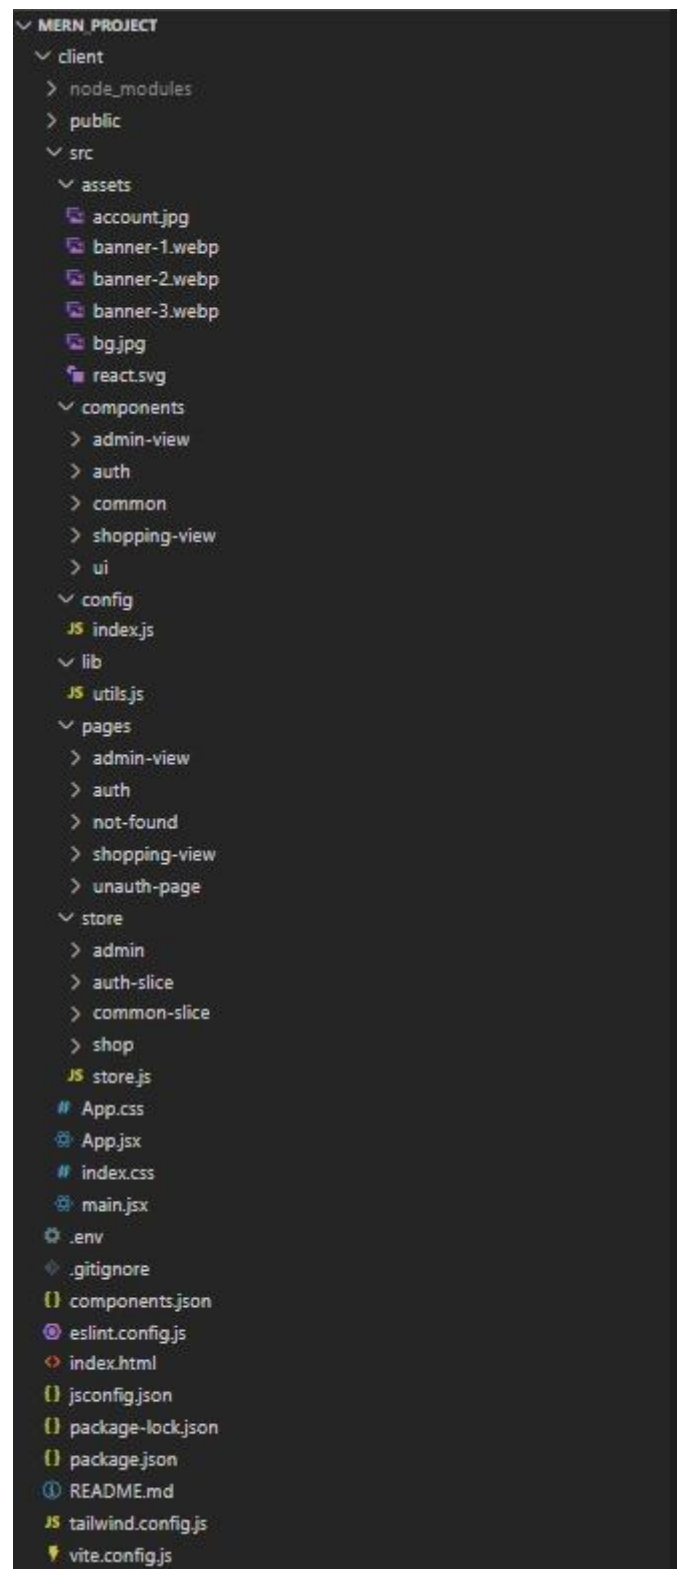 MERN_PROJECT
client
node_modules
public
src
assets
account.jpg
banner-1.webp
banner-2.webp
banner-3.webp
bg.jpg
react.svg
components
admin-view
auth
common
shopping-view
ui
config
JS index.js
lib
JS utils.js
pages
admin-view
auth
not-found
shopping-view
unauth-page
store
admin
auth-slice
common-slice
shop
JS store.js
# App.css
App.jsx
# index.css
main.jsx
.env
.gitignore
{} components.json
eslint.config.js
<> index.html
{} jsconfig.json
{} package-lock.json
{} package.json
README.md
JS tailwind.config.js
vite.config.js